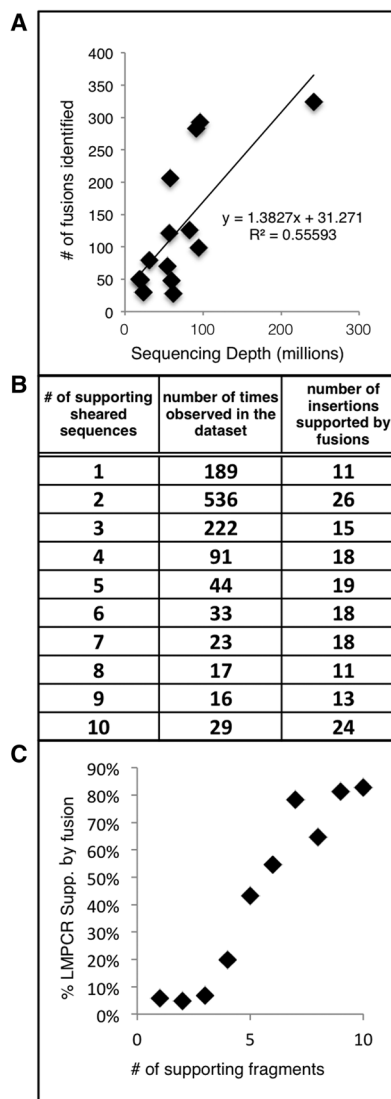 A
400
350
300
250
200
150
100
50
0
# of fusions identified
y = 1.3827x + 31.271
R² = 0.55593
0 100 200 300
Sequencing Depth (millions)
B
# of supporting sheared sequences number of times observed in the dataset number of insertions supported by fusions
1 189 11
2 536 26
3 222 15
4 91 18
5 44 19
6 33 18
7 23 18
8 17 11
9 16 13
10 29 24
C
90%
80%
70%
60%
50%
40%
30%
20%
10%
0%
% LMPCR Supp. by fusion
0 5 10
# of supporting fragments